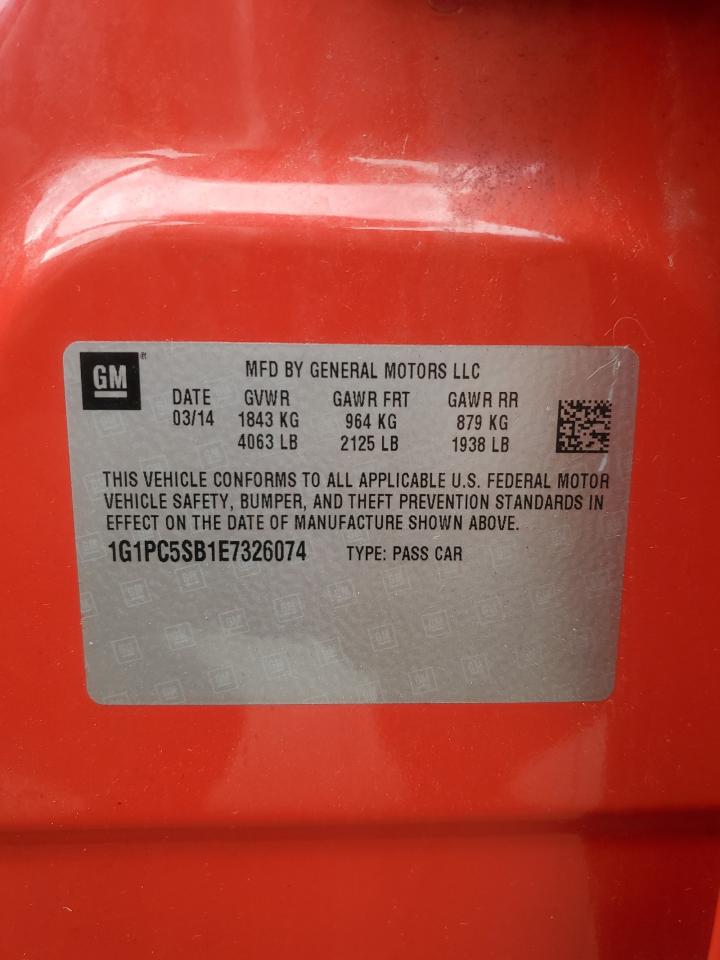 GM
MFD BY GENERAL MOTORS LLC
DATE GVWR GAWR FRT GAWR RR
03/14 1843 KG 964 KG 879 KG
4063 LB 2125 LB 1938 LB
THIS VEHICLE CONFORMS TO ALL APPLICABLE U.S. FEDERAL MOTOR
VEHICLE SAFETY, BUMPER, AND THEFT PREVENTION STANDARDS IN
EFFECT ON THE DATE OF MANUFACTURE SHOWN ABOVE.
1G1PC5SB1E7326074 TYPE: PASS CAR